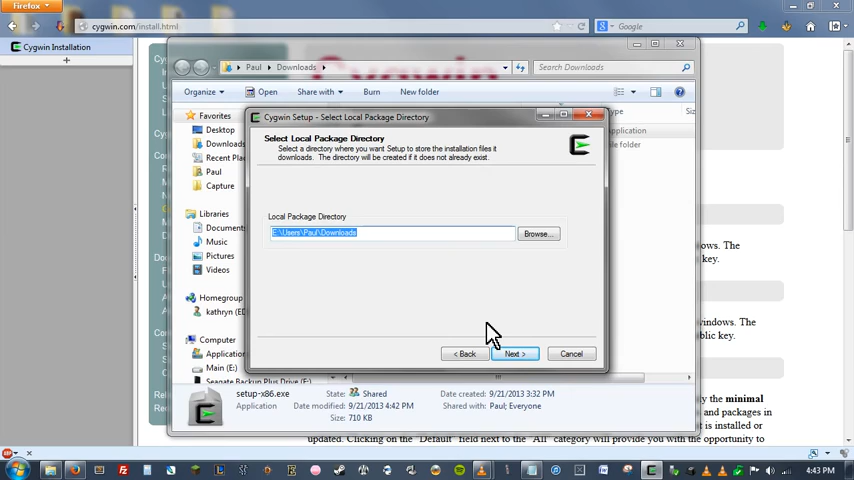 Firefox
cygwin.com/install.html
Google
Cygwin Installation
Paul
Downloads
Search Downloads
Organize
Open
Share with
Burn
New folder
Favorites
Desktop
Downloads
Recent Pla
Paul
Capture
Libraries
Documents
Music
Pictures
Videos
Homegroup
kathryn (ED
Computer
Application
Main (E:)
Seagate Backup Plus Drive (F:)
Cygwin Setup - Select Local Package Directory
Select Local Package Directory
Select a directory where you want Setup to store the installation files it
downloads. The directory will be created if it does not already exist.
Local Package Directory
E:\Users\Paul\Downloads
Browse...
< Back
Next >
Cancel
Type
Siz
pplication
le folder
ows. The
key.
windows. The
blic key.
setup-x86.exe
State:
Shared
Date created: 9/21/2013 3:32 PM
Application
Date modified: 9/21/2013 4:42 PM
Shared with: Paul; Everyone
Size: 710 KB
y the minimal
and packages in
t is installed or
updated. Clicking on the "Default" field next to the "All" category will provide you with the opportunity to
4:43 PM